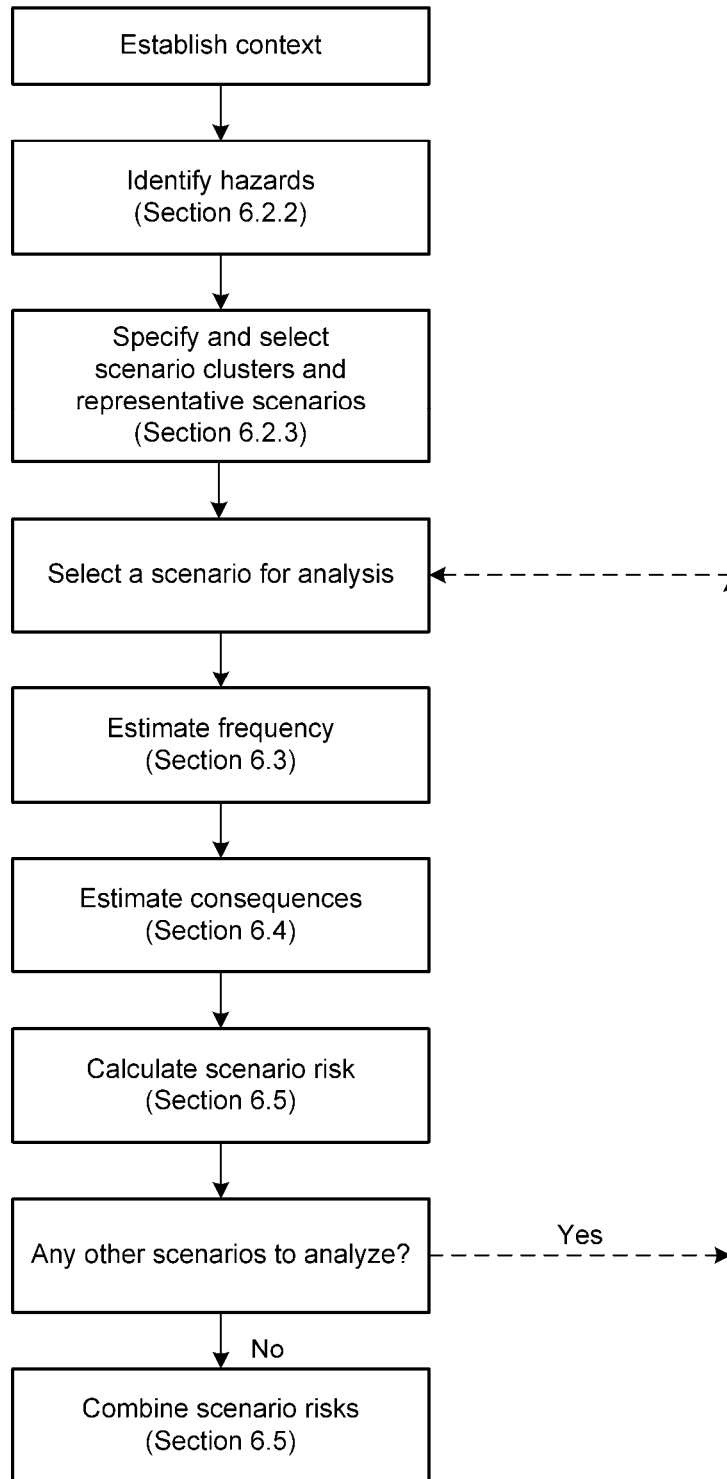 Establish context
Identify hazards
(Section 6.2.2)
Specify and select
scenario clusters and
representative scenarios
(Section 6.2.3)
Select a scenario for analysis
Estimate frequency
(Section 6.3)
Estimate consequences
(Section 6.4)
Calculate scenario risk
(Section 6.5)
Any other scenarios to analyze?
Yes
No
Combine scenario risks
(Section 6.5)